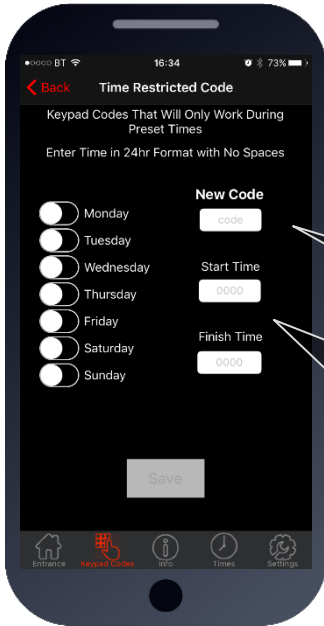 BT 16:34 73%
Back Time Restricted Code
Keypad Codes That Will Only Work During
Preset Times
Enter Time in 24hr Format with No Spaces
New Code
code
Monday
Tuesday
Wednesday
Start Time
Thursday
0000
Friday
Finish Time
Saturday
0000
Sunday
Save
Entrance Keypad Codes Info Times Settings